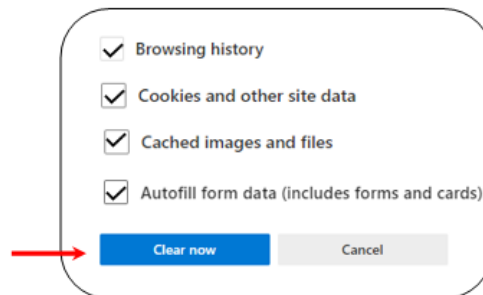 Browsing history
Cookies and other site data
Cached images and files
Autofill form data (includes forms and cards)
Clear now
Cancel